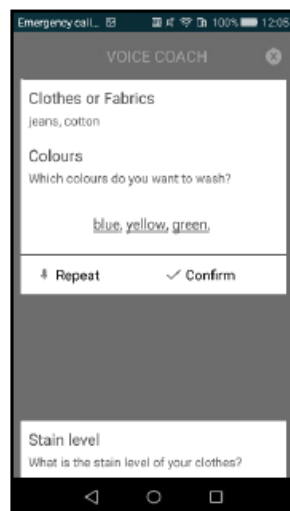 Emergency call... 100% 12:05
VOICE COACH
Clothes or Fabrics
jeans, cotton
Colours
Which colours do you want to wash?
blue, yellow, green,
Repeat Confirm
Stain level
What is the stain level of your clothes?